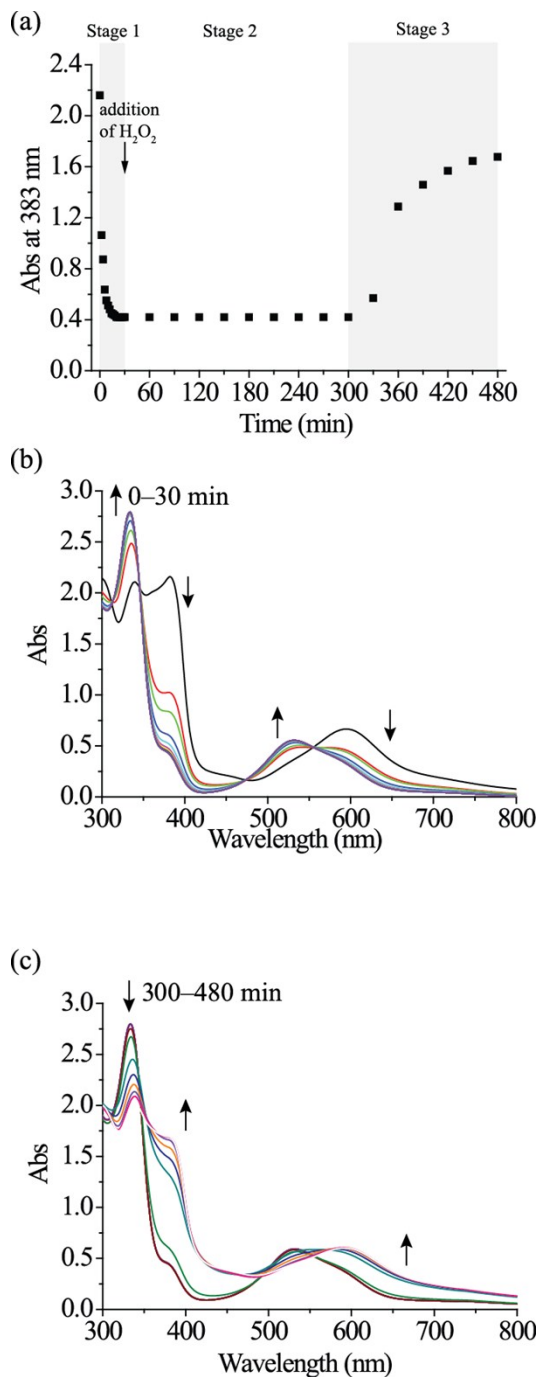 (a)
Stage 1
Stage 2
Stage 3
addition
of H₂O₂
2.4
2.0
1.6
1.2
0.8
0.4
0.0
Abs at 383 nm
0 60 120 180 240 300 360 420 480
Time (min)
(b)
0–30 min
3.0
2.5
2.0
1.5
1.0
0.5
0.0
Abs
300 400 500 600 700 800
Wavelength (nm)
(c)
300–480 min
3.0
2.5
2.0
1.5
1.0
0.5
0.0
Abs
300 400 500 600 700 800
Wavelength (nm)